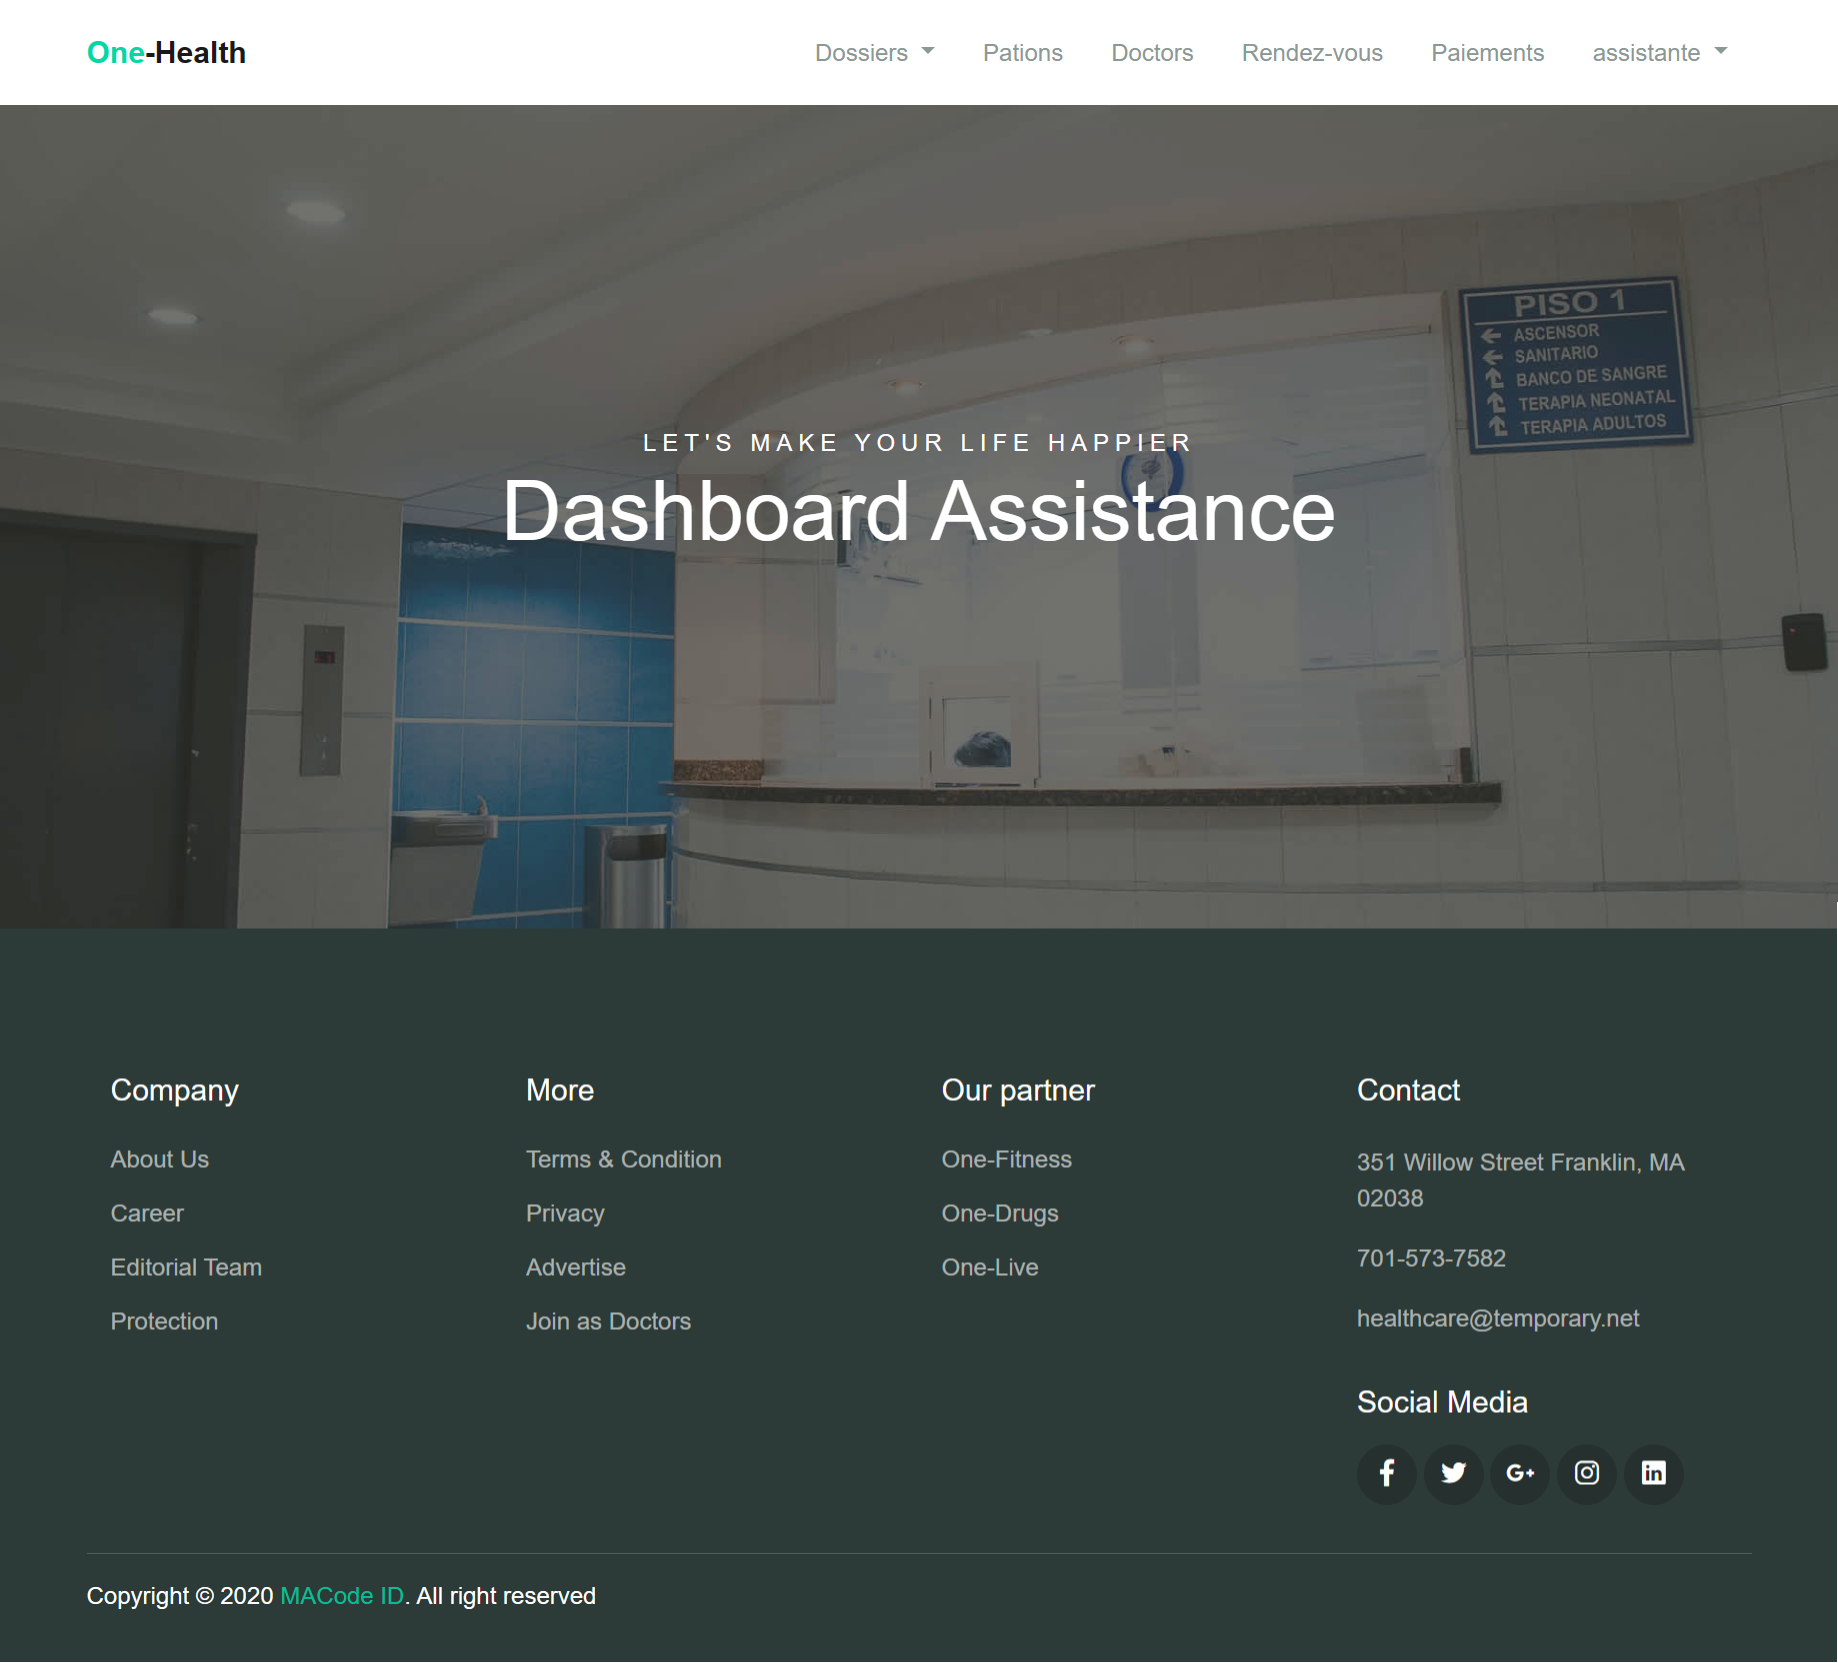 One-Health
Dossiers
Pations
Doctors
Rendez-vous
Paiements
assistante
PISO 1
ASCENSOR
SANITARIO
BANCO DE SANGRE
TERAPIA NEONATAL
TERAPIA ADULTOS
LET'S MAKE YOUR LIFE HAPPIER
Dashboard Assistance
Company
About Us
Career
Editorial Team
Protection
More
Terms & Condition
Privacy
Advertise
Join as Doctors
Our partner
One-Fitness
One-Drugs
One-Live
Contact
351 Willow Street Franklin, MA
02038
701-573-7582
healthcare@temporary.net
Social Media
Copyright © 2020 MACode ID. All right reserved